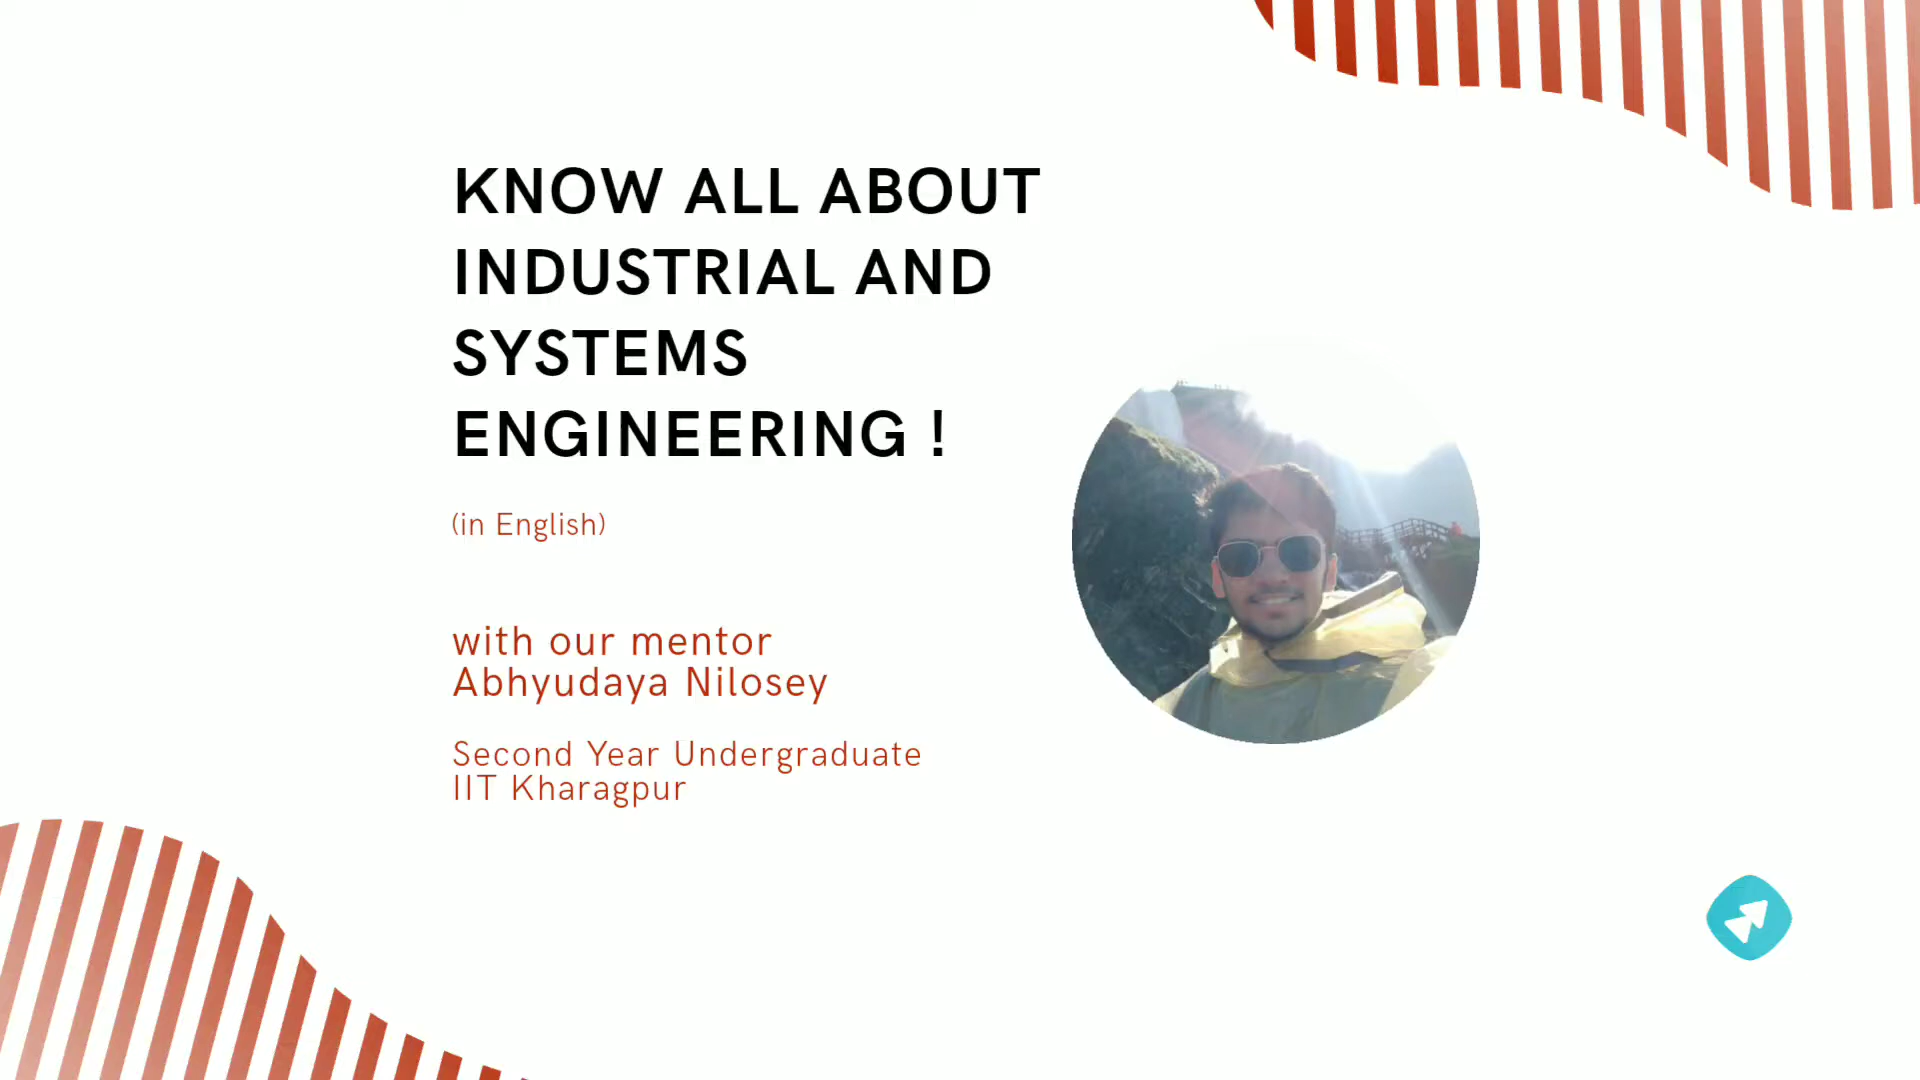 KNOW ALL ABOUT
INDUSTRIAL AND
SYSTEMS
ENGINEERING !
(in English)
with our mentor
Abhyudaya Nilosey
Second Year Undergraduate
IIT Kharagpur